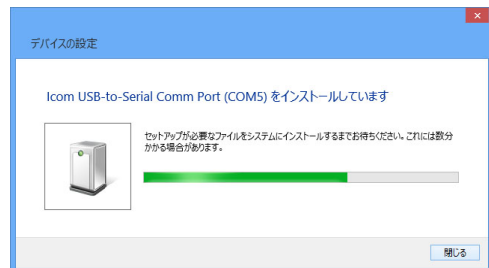 デバイスの設定
Icom USB-to-Serial Comm Port (COM5) をインストールしています
セットアップが必要なファイルをシステムにインストールするまでお待ちください。これには数分
かかる場合があります。
閉じる